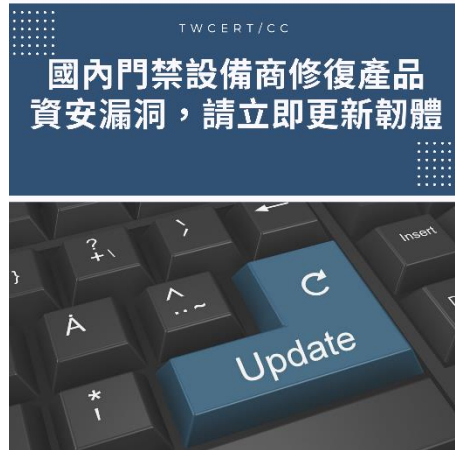 TWCERT/CC
國內門禁設備商修復產品
資安漏洞，請立即更新韌體
Insert
?
+ \
}
^
.. ~
Å
Update
*
'